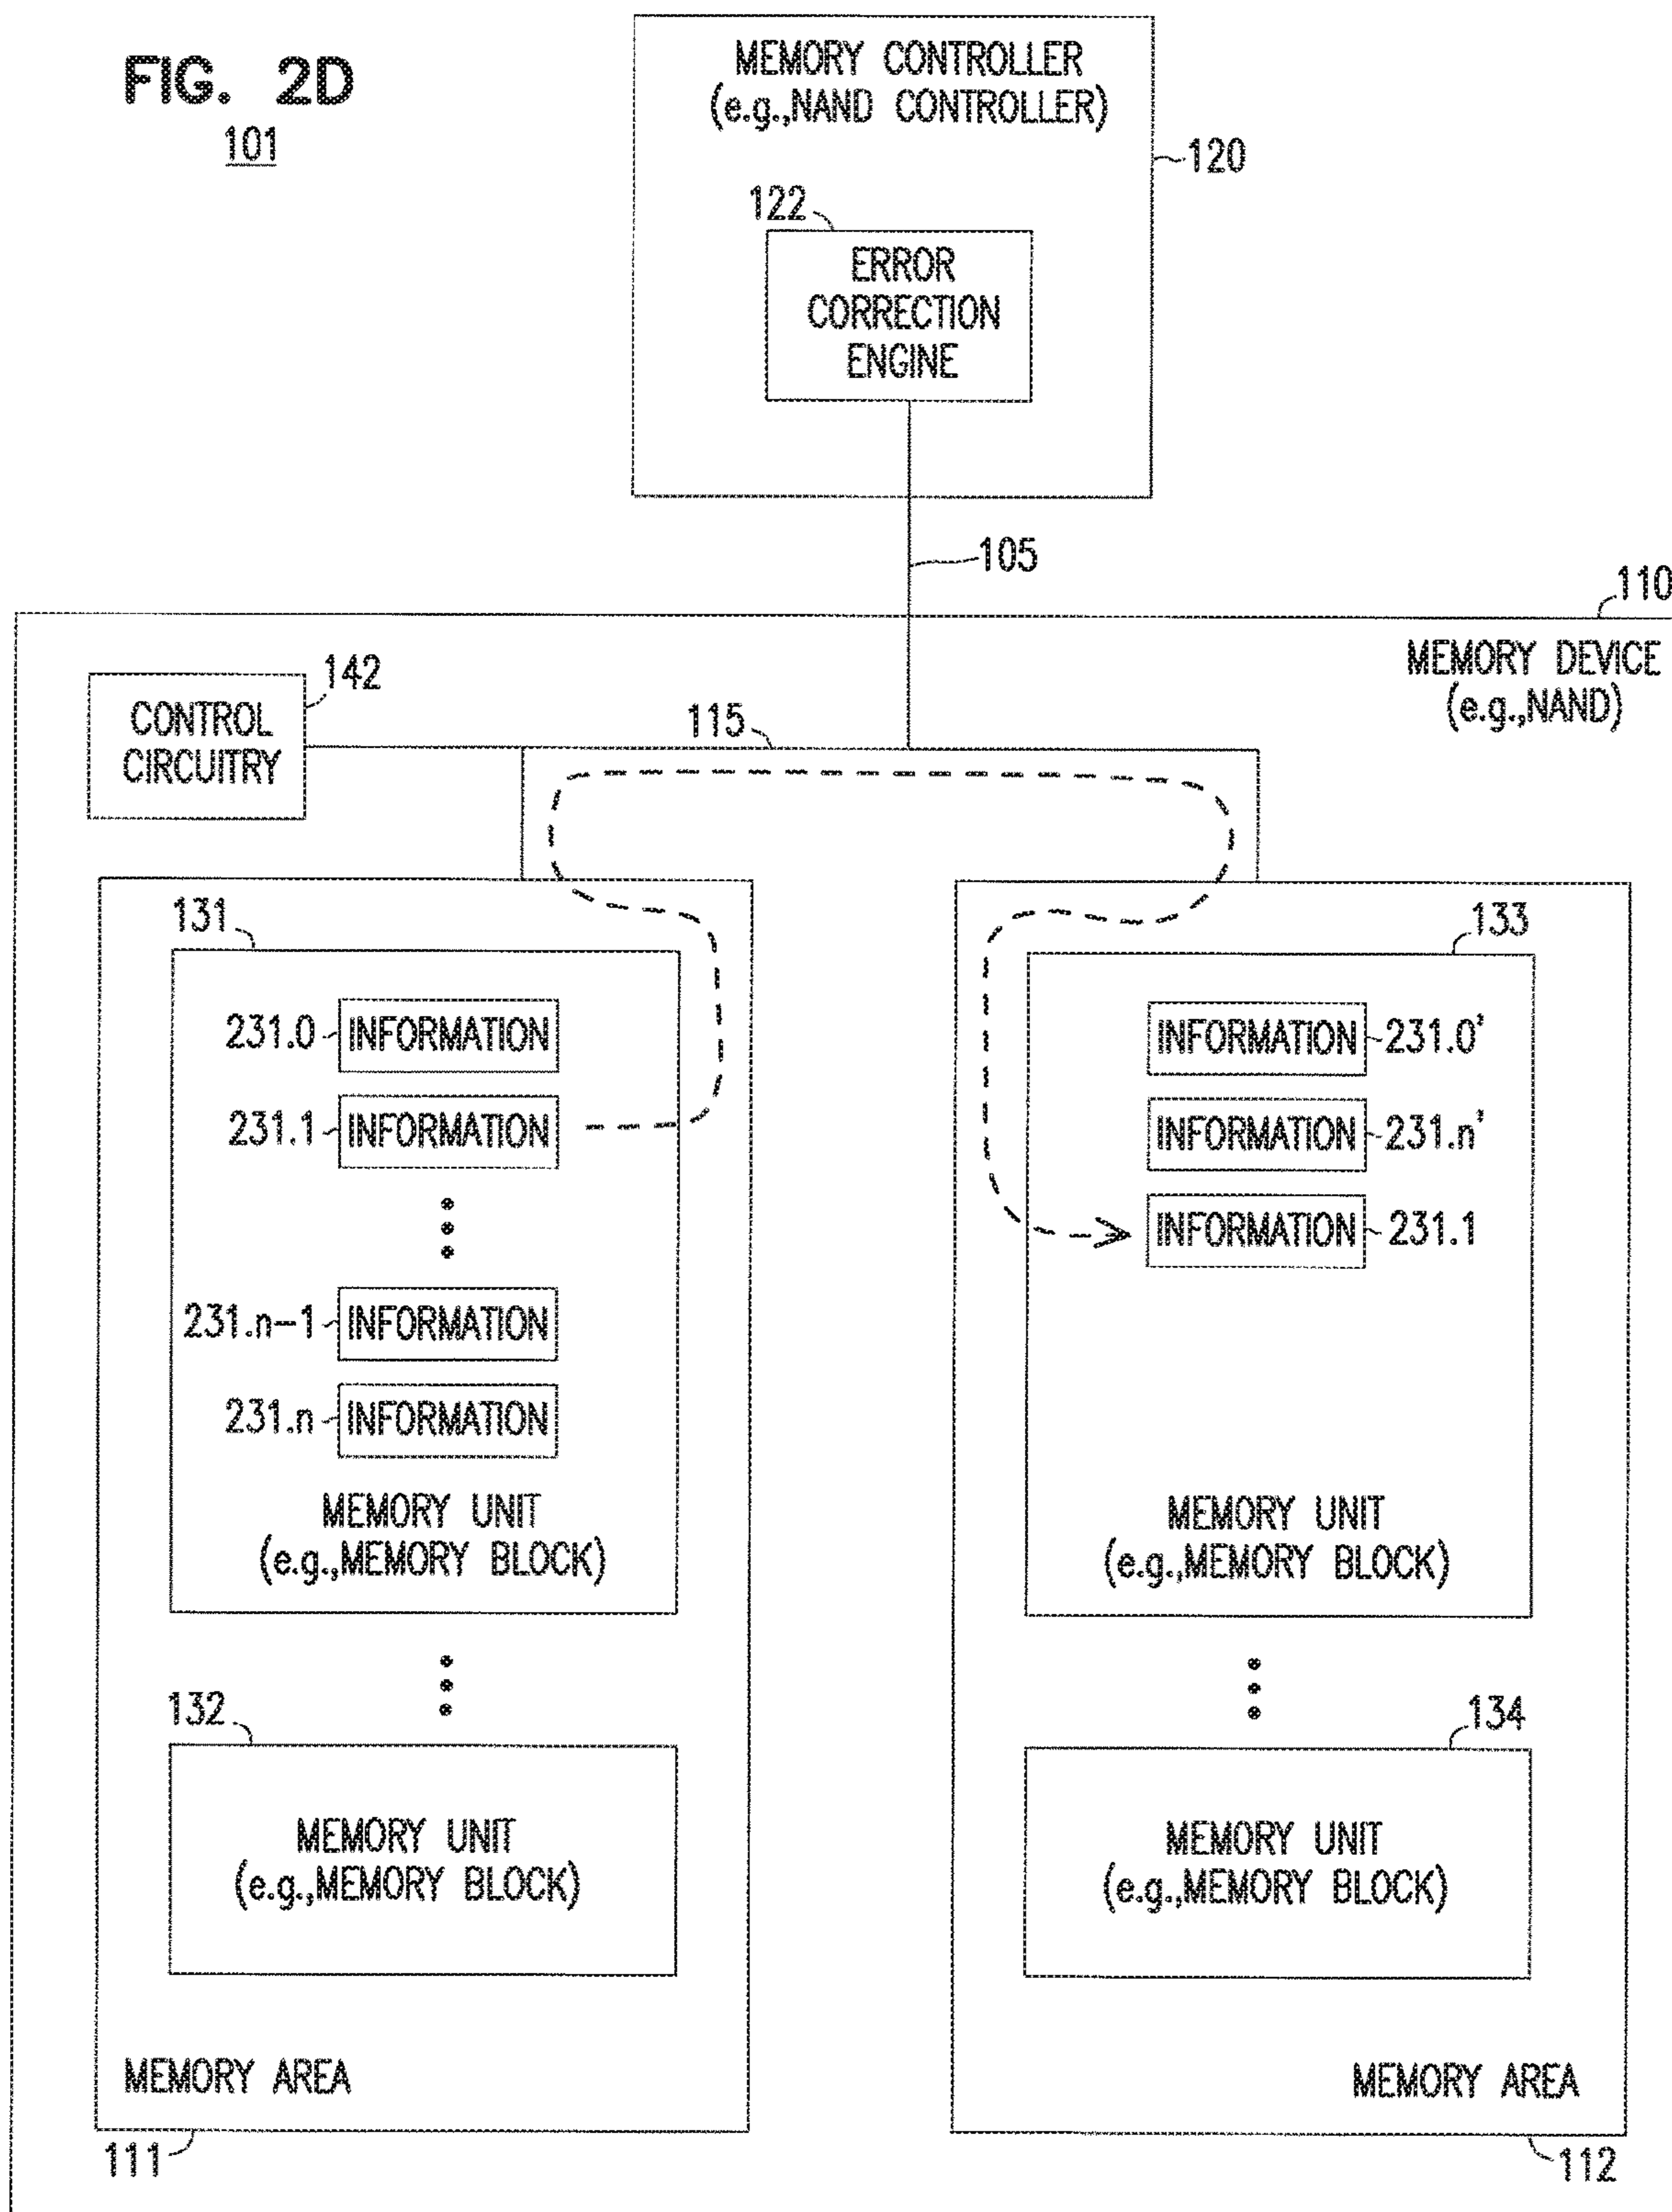 FIG. 2D
101
MEMORY CONTROLLER
(e.g.,NAND CONTROLLER)
120
122
ERROR
CORRECTION
ENGINE
105
110
MEMORY DEVICE
(e.g.,NAND)
142
CONTROL
CIRCUITRY
115
131
231.0
INFORMATION
231.1
INFORMATION
231.n-1
INFORMATION
231.n
INFORMATION
MEMORY UNIT
(e.g.,MEMORY BLOCK)
132
MEMORY UNIT
(e.g.,MEMORY BLOCK)
MEMORY AREA
111
133
INFORMATION
231.0'
INFORMATION
231.n'
INFORMATION
231.1
MEMORY UNIT
(e.g.,MEMORY BLOCK)
134
MEMORY UNIT
(e.g.,MEMORY BLOCK)
MEMORY AREA
112